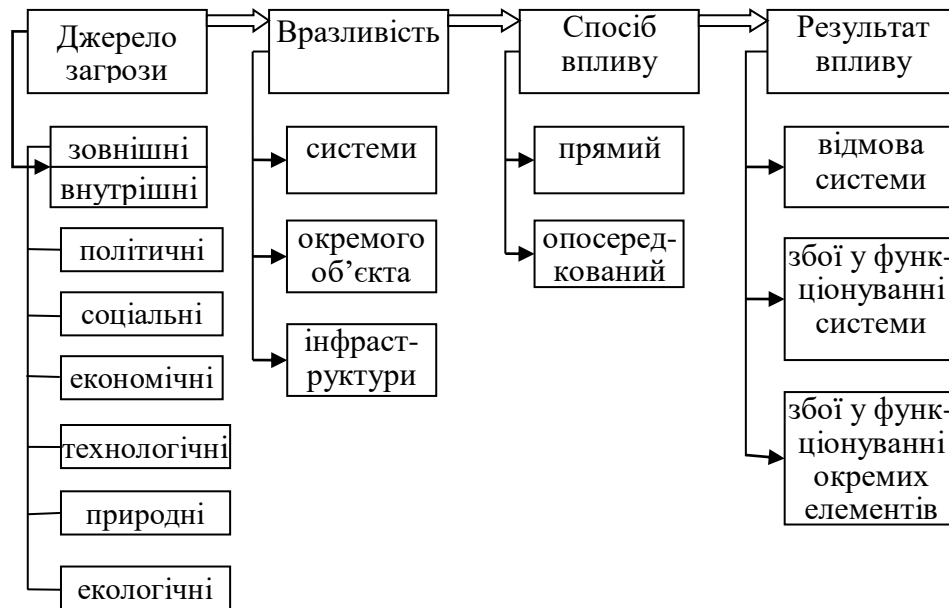 Джерело
загрози
Вразливість
Спосіб
впливу
Результат
впливу
зовнішні
внутрішні
політичні
соціальні
економічні
технологічні
природні
екологічні
системи
окремого
об’єкта
інфраст-
руктури
прямий
опосеред-
кований
відмова
системи
збої у функ-
ціонуванні
системи
збої у функ-
ціонуванні
окремих
елементів